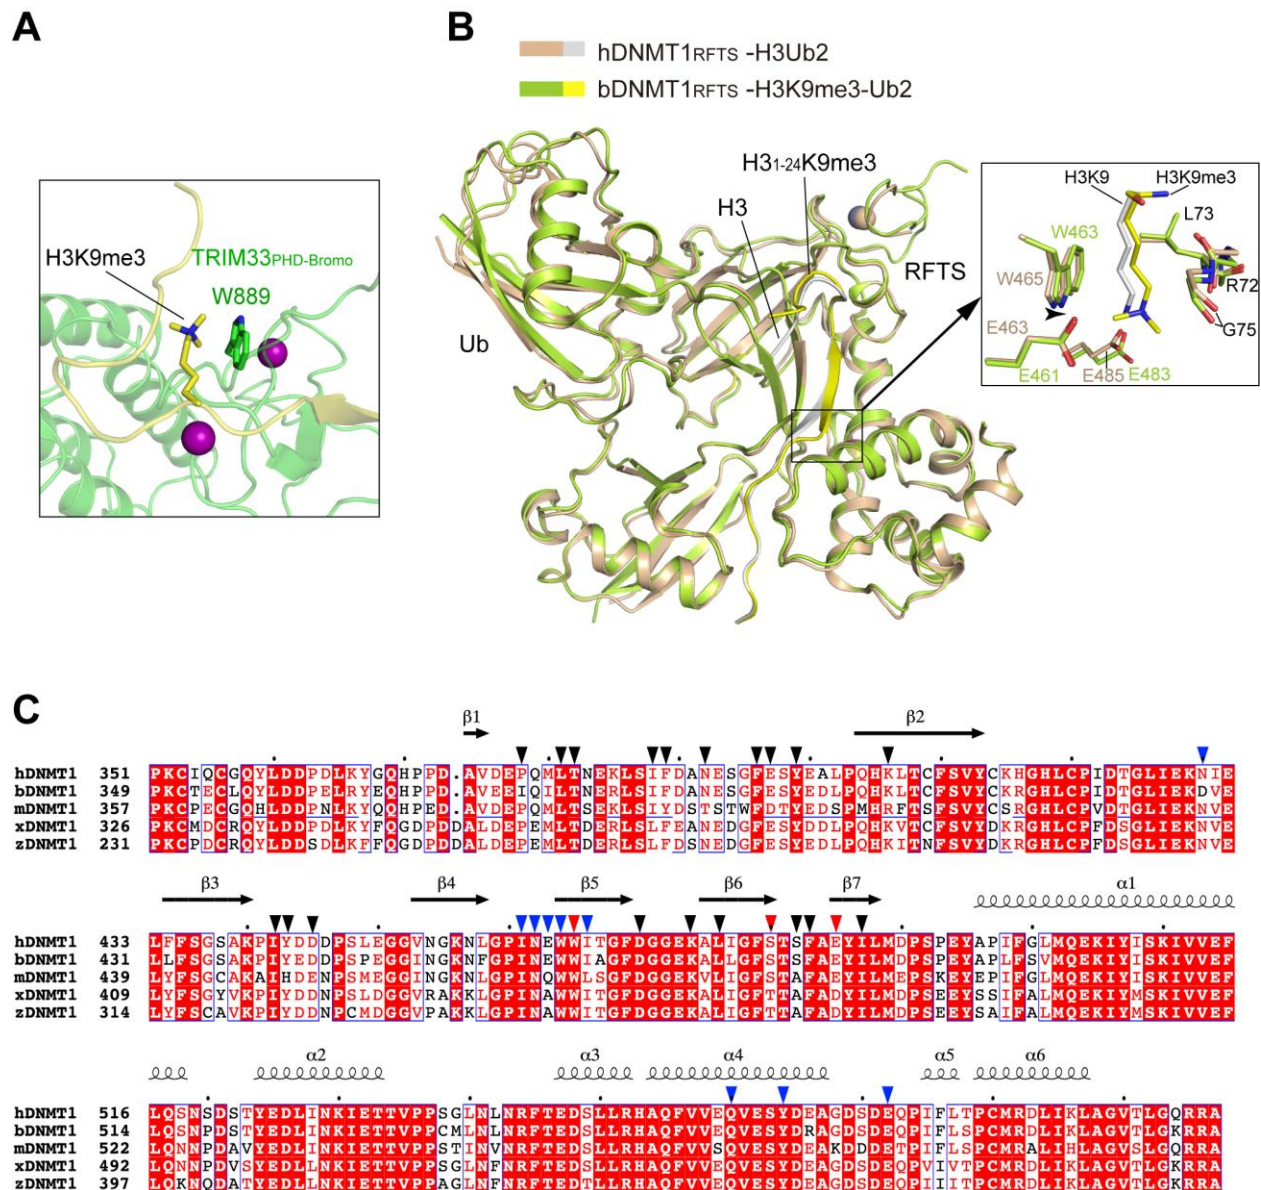 A
B
hDNMT1RFTS -H3Ub2
bDNMT1RFTS -H3K9me3-Ub2
H3K9me3
TRIM33PHD-Bromo
W889
H31-24K9me3
H3
Ub
RFTS
H3K9
H3K9me3
L73
W463
W465
R72
E463
G75
E461
E485
E483
C
β1
β2
hDNMT1 351 PKCIQCGQYLDDPDLKYGQHPPD.AVDEPQMLTNEKLSIFDANESGFESYEALPQHKLTCFSVYCKHGHLCPIDTGLIEKNIE
bDNMT1 349 PKCTECLQYLDDPELRYEQHPPD.AVEEIQILTNERLSIFDANESGFESYEDLPQHKLTCFSVYCKRGHLCPIDTGLIEKDVE
mDNMT1 357 PKCPECGQHLDDPNLKYQQHPED.AVDEPQMLTSEKLSIYDSTSTWFDTYEDSPMHRFTSFSVYCSRGHLCPVDTGLIEKNVE
xDNMT1 326 PKCMDCRQYLDDPDLKYFQGDPDDALDEPEMLTDERLSLFEANEDGFESYDDLPQHKVTCFSVYDKRGHLCPFDSGLIEKNVE
zDNMT1 231 PKCPDCRQYLDDSDLKFFQGDPDDALDEPEMLTDERLSLFDSNEDGFESYEDLPQHKITNFSVYDKRGHLCPFDSGLIEKNVE
β3
β4
β5
β6
β7
α1
hDNMT1 433 LFFSGSAKPIYDDDPSLEGGVNGKNLGPINEWWITGFDGGEKALIGFSTSFAEYILMDPSPEYAPIFGLMQEKIYISKIVVEF
bDNMT1 431 LLFSGSAKPIYEDDPSPEGGVNGKNFGPINEWWIAGFDGGEKALLGFSTSFAEYILMDPSPEYAPLFSVMQEKIYISKIVVEF
mDNMT1 439 LYFSGCAKAIHDENPSMEGGINGKNLGPINQWWLSGFDGGEKVLIGFSTAFAEYILMEPSKEYEPIFGLMQEKIYISKIVVEF
xDNMT1 409 LYFSGYVKPIYDDNPSLDGGVRAKKLGPINAWWITGFDGGEKALIGFTTAFADYILMDPSEEYSSIFALMQEKIYMSKIVVEF
zDNMT1 314 LYFSCAVKPIYDDNPCMDGGVPAKKLGPINAWWITGFDGGEKALIGFTTAFADYILMDPSEEYSAIFALMQEKIYMSKIVVEF
α2
α3
α4
α5
α6
hDNMT1 516 LQSNSDSTYEDLINKIETTVPPSGLNLNRFTEDSLLRHAQFVVEQVESYDEAGDSDEQPIFLTPCMRDLIKLAGVTLGQRRA
bDNMT1 514 LQSNPDSTYEDLINKIETTVPPCMLNLNRFTEDSLLRHAQFVVEQVESYDRAGDSDEQPIFLSPCMRDLIKLAGVTLGKRRA
mDNMT1 522 LQNNPDAVYEDLINKIETTVPPSTINVNRFTEDSLLRHAQFVVSQVESYDEAKDDDETPIFLSPCMRALIHLAGVSLGQRRA
xDNMT1 492 LQNNPDVSYEDLLNKIETTVPPSGLNFNRFTEDSLLRHAQFVVEQVESYDEAGDSDEQPVIVTPCMRDLIKLAGVTLGKRRA
zDNMT1 397 LQKNQDATYEDLLNKIETTVPPAGLNFNRFTEDTLLRHAQFVVEQVESYDEAGDSDEQPIIITPCMRDLIKLAGVTLGKRRA